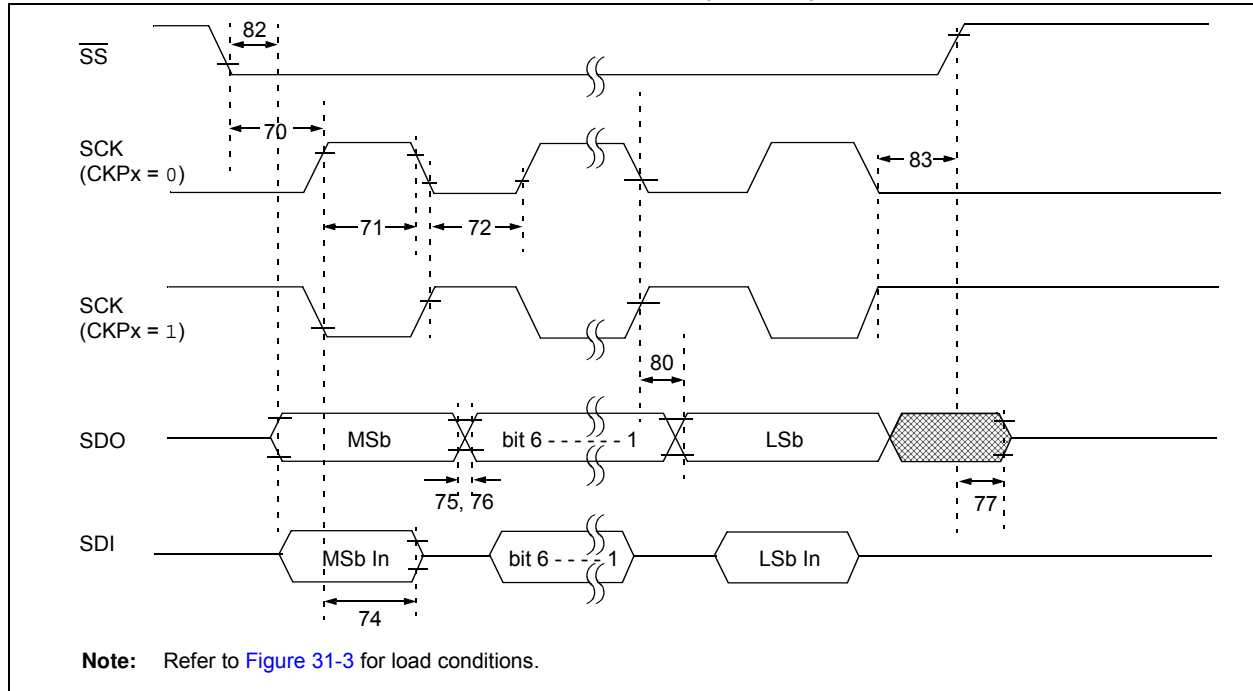 82
SS
70
SCK
(CKPx = 0)
83
71
72
SCK
(CKPx = 1)
80
SDO
MSb
bit 6 - - - - - - 1
LSb
75, 76
77
SDI
MSb In
bit 6 - - - - 1
LSb In
74
Note: Refer to Figure 31-3 for load conditions.